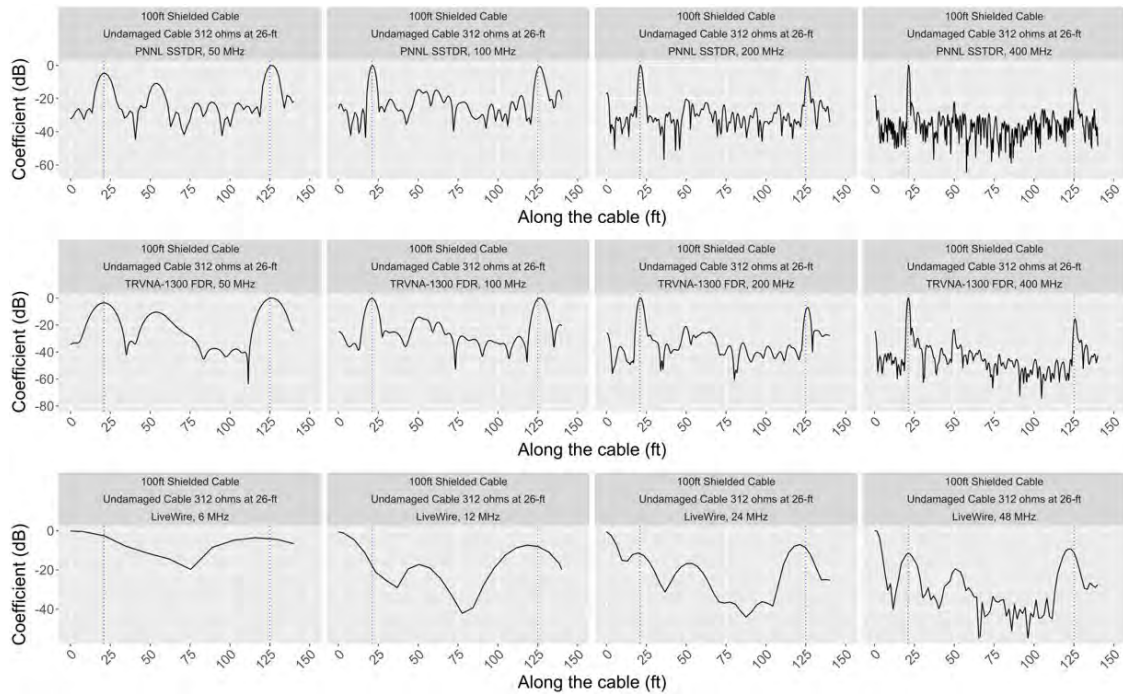 100ft Shielded Cable
Undamaged Cable 312 ohms at 26-ft
PNNL SSTDR, 50 MHz
100ft Shielded Cable
Undamaged Cable 312 ohms at 26-ft
PNNL SSTDR, 100 MHz
100ft Shielded Cable
Undamaged Cable 312 ohms at 26-ft
PNNL SSTDR, 200 MHz
100ft Shielded Cable
Undamaged Cable 312 ohms at 26-ft
PNNL SSTDR, 400 MHz
Coefficient (dB)
0
-20
-40
-60
0 25 50 75 100 125 150
0 25 50 75 100 125 150
0 25 50 75 100 125 150
0 25 50 75 100 125 150
Along the cable (ft)
100ft Shielded Cable
Undamaged Cable 312 ohms at 26-ft
TRVNA-1300 FDR, 50 MHz
100ft Shielded Cable
Undamaged Cable 312 ohms at 26-ft
TRVNA-1300 FDR, 100 MHz
100ft Shielded Cable
Undamaged Cable 312 ohms at 26-ft
TRVNA-1300 FDR, 200 MHz
100ft Shielded Cable
Undamaged Cable 312 ohms at 26-ft
TRVNA-1300 FDR, 400 MHz
Coefficient (dB)
0
-20
-40
-60
-80
0 25 50 75 100 125 150
0 25 50 75 100 125 150
0 25 50 75 100 125 150
0 25 50 75 100 125 150
Along the cable (ft)
100ft Shielded Cable
Undamaged Cable 312 ohms at 26-ft
LiveWire, 6 MHz
100ft Shielded Cable
Undamaged Cable 312 ohms at 26-ft
LiveWire, 12 MHz
100ft Shielded Cable
Undamaged Cable 312 ohms at 26-ft
LiveWire, 24 MHz
100ft Shielded Cable
Undamaged Cable 312 ohms at 26-ft
LiveWire, 48 MHz
Coefficient (dB)
0
-20
-40
0 25 50 75 100 125 150
0 25 50 75 100 125 150
0 25 50 75 100 125 150
0 25 50 75 100 125 150
Along the cable (ft)